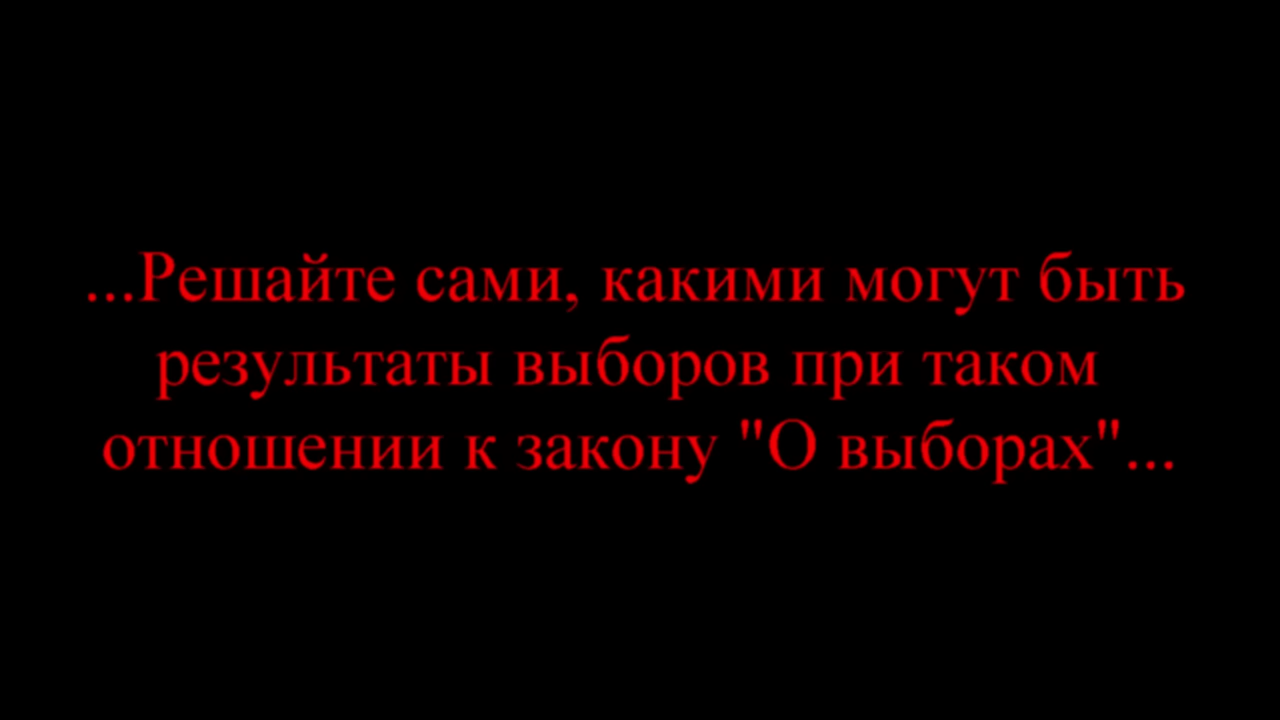 ...Решайте сами, какими могут быть
результаты выборов при таком
отношении к закону "О выборах"...